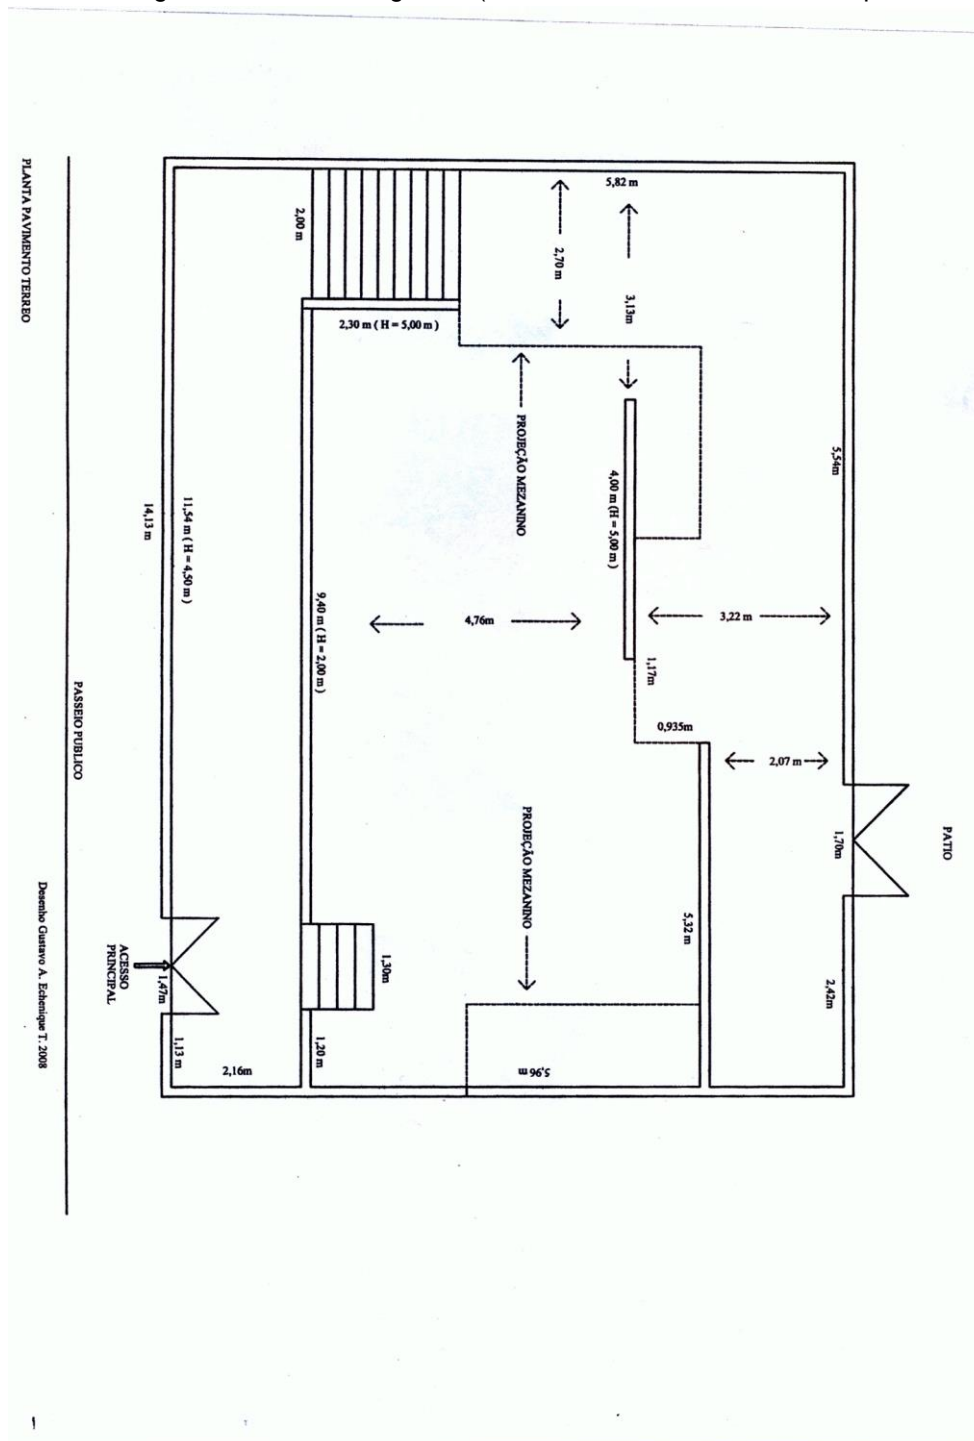 5,82 m
2,70 m
3,13m
2,00 m
2,30 m ( H = 5,00 m )
PROJEÇÃO MEZANINO
4,00 m (H = 5,00 m )
5,54m
11,54 m ( H = 4,50 m )
14,13 m
9,40 m ( H = 2,00 m )
4,76m
3,22 m
1,17m
0,935m
2,07 m
PATIO
1,70m
PROJEÇÃO MEZANINO
5,32 m
2,42m
1,30m
ACESSO
PRINCIPAL
1,47m
1,13 m
2,16m
1,20 m
5,96 m
PASSEIO PUBLICO
PLANTA PAVIMENTO TERREO
Desenho Gustavo A. Echenique T. 2008